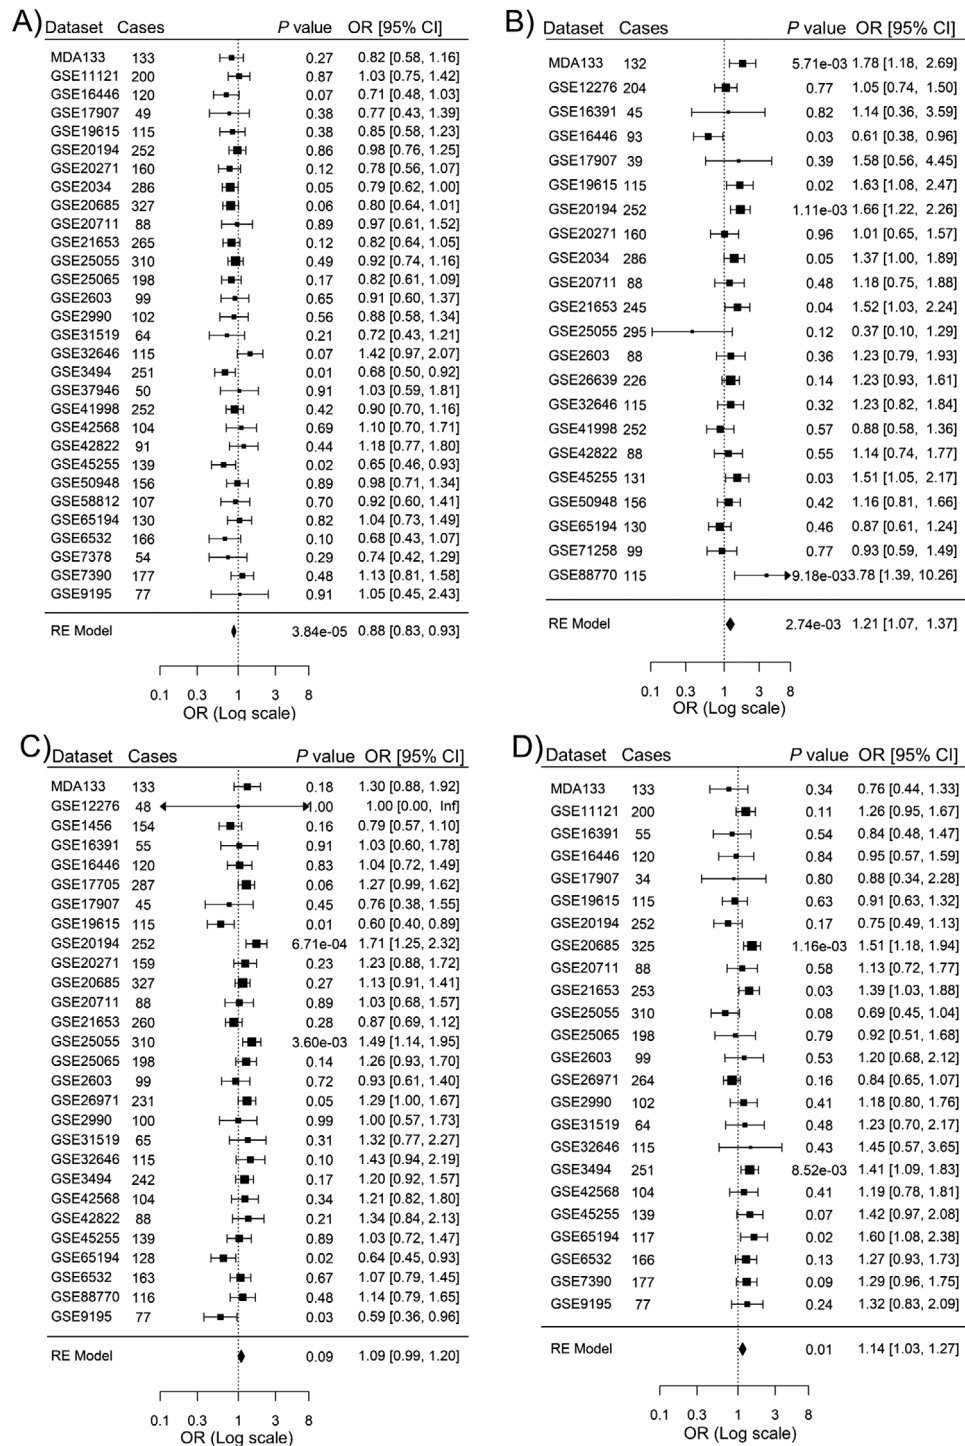 A)
Dataset Cases P value OR [95% CI]
MDA133 133 0.27 0.82 [0.58, 1.16]
GSE11121 200 0.87 1.03 [0.75, 1.42]
GSE16446 120 0.07 0.71 [0.48, 1.03]
GSE17907 49 0.38 0.77 [0.43, 1.39]
GSE19615 115 0.38 0.85 [0.58, 1.23]
GSE20194 252 0.86 0.98 [0.76, 1.25]
GSE20271 160 0.12 0.78 [0.56, 1.07]
GSE2034 286 0.05 0.79 [0.62, 1.00]
GSE20685 327 0.06 0.80 [0.64, 1.01]
GSE20711 88 0.89 0.97 [0.61, 1.52]
GSE21653 265 0.12 0.82 [0.64, 1.05]
GSE25055 310 0.49 0.92 [0.74, 1.16]
GSE25065 198 0.17 0.82 [0.61, 1.09]
GSE2603 99 0.65 0.91 [0.60, 1.37]
GSE2990 102 0.56 0.88 [0.58, 1.34]
GSE31519 64 0.21 0.72 [0.43, 1.21]
GSE32646 115 0.07 1.42 [0.97, 2.07]
GSE3494 251 0.01 0.68 [0.50, 0.92]
GSE37946 50 0.91 1.03 [0.59, 1.81]
GSE41998 252 0.42 0.90 [0.70, 1.16]
GSE42568 104 0.69 1.10 [0.70, 1.71]
GSE42822 91 0.44 1.18 [0.77, 1.80]
GSE45255 139 0.02 0.65 [0.46, 0.93]
GSE50948 156 0.89 0.98 [0.71, 1.34]
GSE58812 107 0.70 0.92 [0.60, 1.41]
GSE65194 130 0.82 1.04 [0.73, 1.49]
GSE6532 166 0.10 0.68 [0.43, 1.07]
GSE7378 54 0.29 0.74 [0.42, 1.29]
GSE7390 177 0.48 1.13 [0.81, 1.58]
GSE9195 77 0.91 1.05 [0.45, 2.43]
RE Model 3.84e-05 0.88 [0.83, 0.93]
0.1 0.3 1 3 8
OR (Log scale)
B)
Dataset Cases P value OR [95% CI]
MDA133 132 5.71e-03 1.78 [1.18, 2.69]
GSE12276 204 0.77 1.05 [0.74, 1.50]
GSE16391 45 0.82 1.14 [0.36, 3.59]
GSE16446 93 0.03 0.61 [0.38, 0.96]
GSE17907 39 0.39 1.58 [0.56, 4.45]
GSE19615 115 0.02 1.63 [1.08, 2.47]
GSE20194 252 1.11e-03 1.66 [1.22, 2.26]
GSE20271 160 0.96 1.01 [0.65, 1.57]
GSE2034 286 0.05 1.37 [1.00, 1.89]
GSE20711 88 0.48 1.18 [0.75, 1.88]
GSE21653 245 0.04 1.52 [1.03, 2.24]
GSE25055 295 0.12 0.37 [0.10, 1.29]
GSE2603 88 0.36 1.23 [0.79, 1.93]
GSE26639 226 0.14 1.23 [0.93, 1.61]
GSE32646 115 0.32 1.23 [0.82, 1.84]
GSE41998 252 0.57 0.88 [0.58, 1.36]
GSE42822 88 0.55 1.14 [0.74, 1.77]
GSE45255 131 0.03 1.51 [1.05, 2.17]
GSE50948 156 0.42 1.16 [0.81, 1.66]
GSE65194 130 0.46 0.87 [0.61, 1.24]
GSE71258 99 0.77 0.93 [0.59, 1.49]
GSE88770 115 9.18e-03 3.78 [1.39, 10.26]
RE Model 2.74e-03 1.21 [1.07, 1.37]
0.1 0.3 1 3 8
OR (Log scale)
C)
Dataset Cases P value OR [95% CI]
MDA133 133 0.18 1.30 [0.88, 1.92]
GSE12276 48 1.00 1.00 [0.00, Inf]
GSE1456 154 0.16 0.79 [0.57, 1.10]
GSE16391 55 0.91 1.03 [0.60, 1.78]
GSE16446 120 0.83 1.04 [0.72, 1.49]
GSE17705 287 0.06 1.27 [0.99, 1.62]
GSE17907 45 0.45 0.76 [0.38, 1.55]
GSE19615 115 0.01 0.60 [0.40, 0.89]
GSE20194 252 6.71e-04 1.71 [1.25, 2.32]
GSE20271 159 0.23 1.23 [0.88, 1.72]
GSE20685 327 0.27 1.13 [0.91, 1.41]
GSE20711 88 0.89 1.03 [0.68, 1.57]
GSE21653 260 0.28 0.87 [0.69, 1.12]
GSE25055 310 3.60e-03 1.49 [1.14, 1.95]
GSE25065 198 0.14 1.26 [0.93, 1.70]
GSE2603 99 0.72 0.93 [0.61, 1.40]
GSE26971 231 0.05 1.29 [1.00, 1.67]
GSE2990 100 0.99 1.00 [0.57, 1.73]
GSE31519 65 0.31 1.32 [0.77, 2.27]
GSE32646 115 0.10 1.43 [0.94, 2.19]
GSE3494 242 0.17 1.20 [0.92, 1.57]
GSE42568 104 0.34 1.21 [0.82, 1.80]
GSE42822 88 0.21 1.34 [0.84, 2.13]
GSE45255 139 0.89 1.03 [0.72, 1.47]
GSE65194 128 0.02 0.64 [0.45, 0.93]
GSE6532 163 0.67 1.07 [0.79, 1.45]
GSE88770 116 0.48 1.14 [0.79, 1.65]
GSE9195 77 0.03 0.59 [0.36, 0.96]
RE Model 0.09 1.09 [0.99, 1.20]
0.1 0.3 1 3 8
OR (Log scale)
D)
Dataset Cases P value OR [95% CI]
MDA133 133 0.34 0.76 [0.44, 1.33]
GSE11121 200 0.11 1.26 [0.95, 1.67]
GSE16391 55 0.54 0.84 [0.48, 1.47]
GSE16446 120 0.84 0.95 [0.57, 1.59]
GSE17907 34 0.80 0.88 [0.34, 2.28]
GSE19615 115 0.63 0.91 [0.63, 1.32]
GSE20194 252 0.17 0.75 [0.49, 1.13]
GSE20685 325 1.16e-03 1.51 [1.18, 1.94]
GSE20711 88 0.58 1.13 [0.72, 1.77]
GSE21653 253 0.03 1.39 [1.03, 1.88]
GSE25055 310 0.08 0.69 [0.45, 1.04]
GSE25065 198 0.79 0.92 [0.51, 1.68]
GSE2603 99 0.53 1.20 [0.68, 2.12]
GSE26971 264 0.16 0.84 [0.65, 1.07]
GSE2990 102 0.41 1.18 [0.80, 1.76]
GSE31519 64 0.48 1.23 [0.70, 2.17]
GSE32646 115 0.43 1.45 [0.57, 3.65]
GSE3494 251 8.52e-03 1.41 [1.09, 1.83]
GSE42568 104 0.41 1.19 [0.78, 1.81]
GSE45255 139 0.07 1.42 [0.97, 2.08]
GSE65194 117 0.02 1.60 [1.08, 2.38]
GSE6532 166 0.13 1.27 [0.93, 1.73]
GSE7390 177 0.09 1.29 [0.96, 1.75]
GSE9195 77 0.24 1.32 [0.83, 2.09]
RE Model 0.01 1.14 [1.03, 1.27]
0.1 0.3 1 3 8
OR (Log scale)